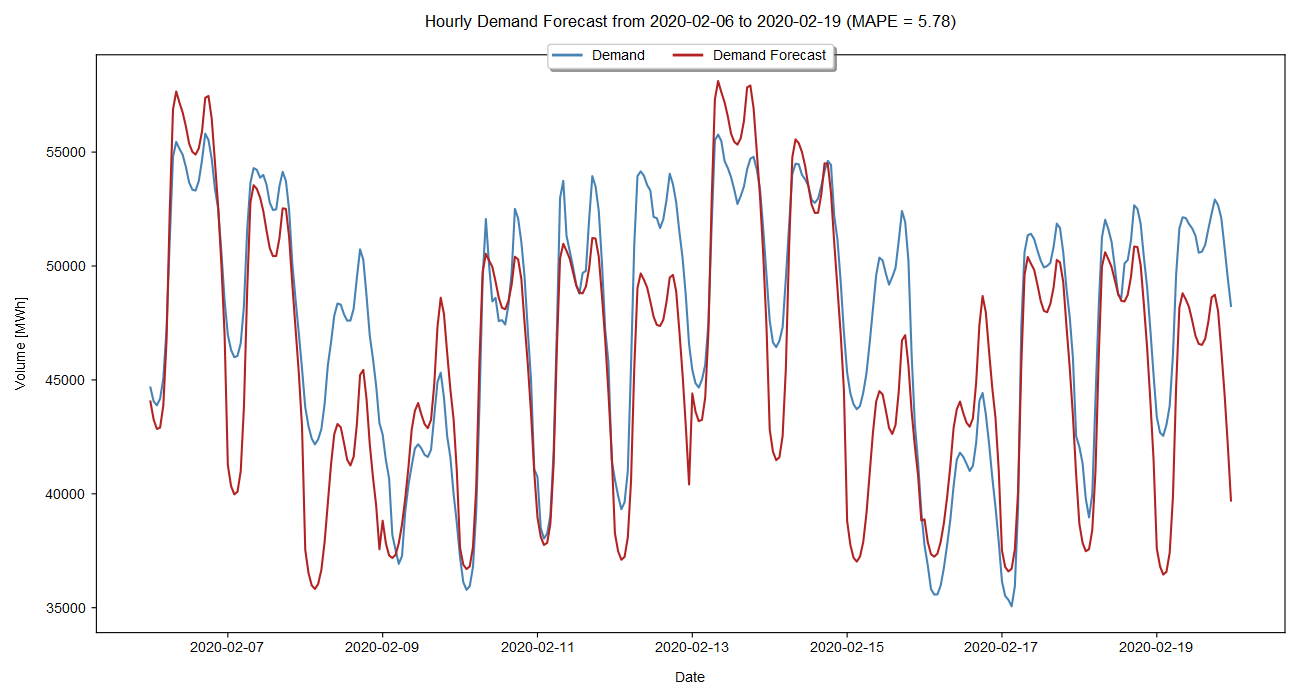 Hourly Demand Forecast from 2020-02-06 to 2020-02-19 (MAPE = 5.78)
Demand Demand Forecast
55000
50000
45000
40000
35000
Volume [MWh]
2020-02-07 2020-02-09 2020-02-11 2020-02-13 2020-02-15 2020-02-17 2020-02-19
Date